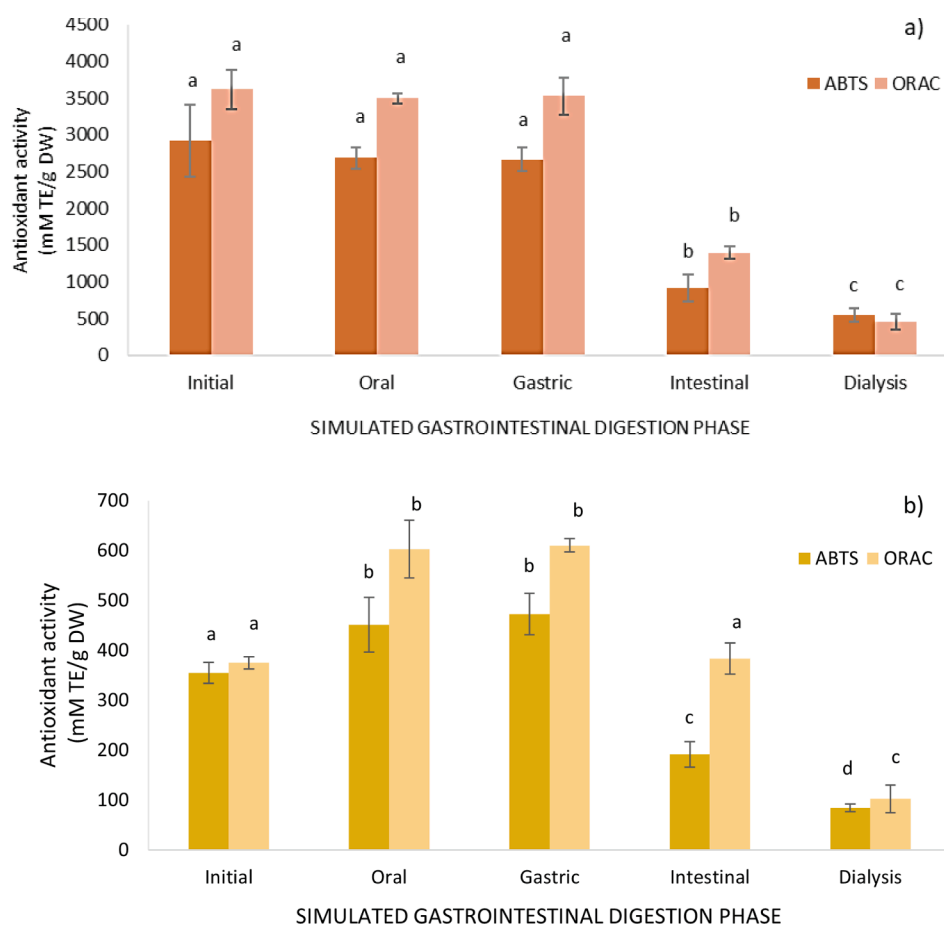 a)
ABTS ORAC
Antioxidant activity
(mM TE/g DW)
4500
4000
3500
3000
2500
2000
1500
1000
500
0
a a a a a a b b c c
Initial Oral Gastric Intestinal Dialysis
SIMULATED GASTROINTESTINAL DIGESTION PHASE
b)
ABTS ORAC
Antioxidant activity
(mM TE/g DW)
700
600
500
400
300
200
100
0
a a b b b b c a d c
Initial Oral Gastric Intestinal Dialysis
SIMULATED GASTROINTESTINAL DIGESTION PHASE